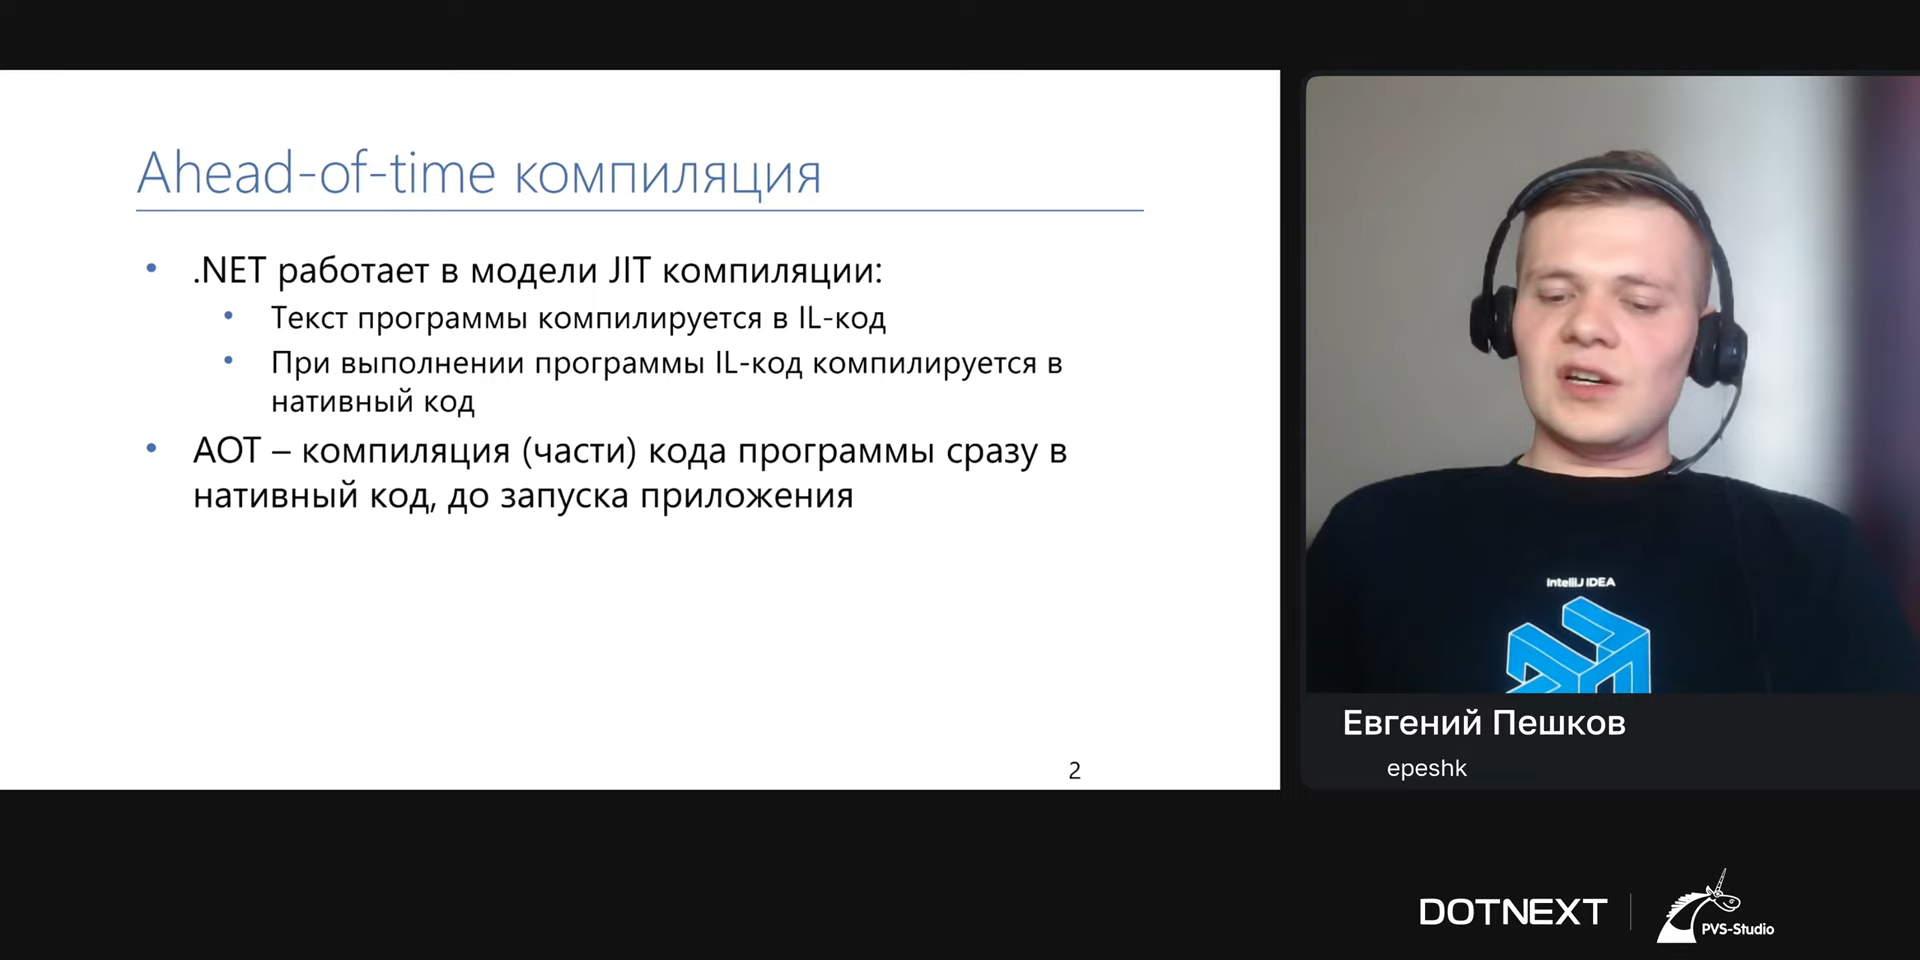 Ahead-of-time компиляция
.NET работает в модели JIT компиляции:
Текст программы компилируется в IL-код
При выполнении программы IL-код компилируется в
нативный код
AOT – компиляция (части) кода программы сразу в
нативный код, до запуска приложения
2
IntelliJ IDEA
Евгений Пешков
epeshk
DOTNEXT
PVS-Studio